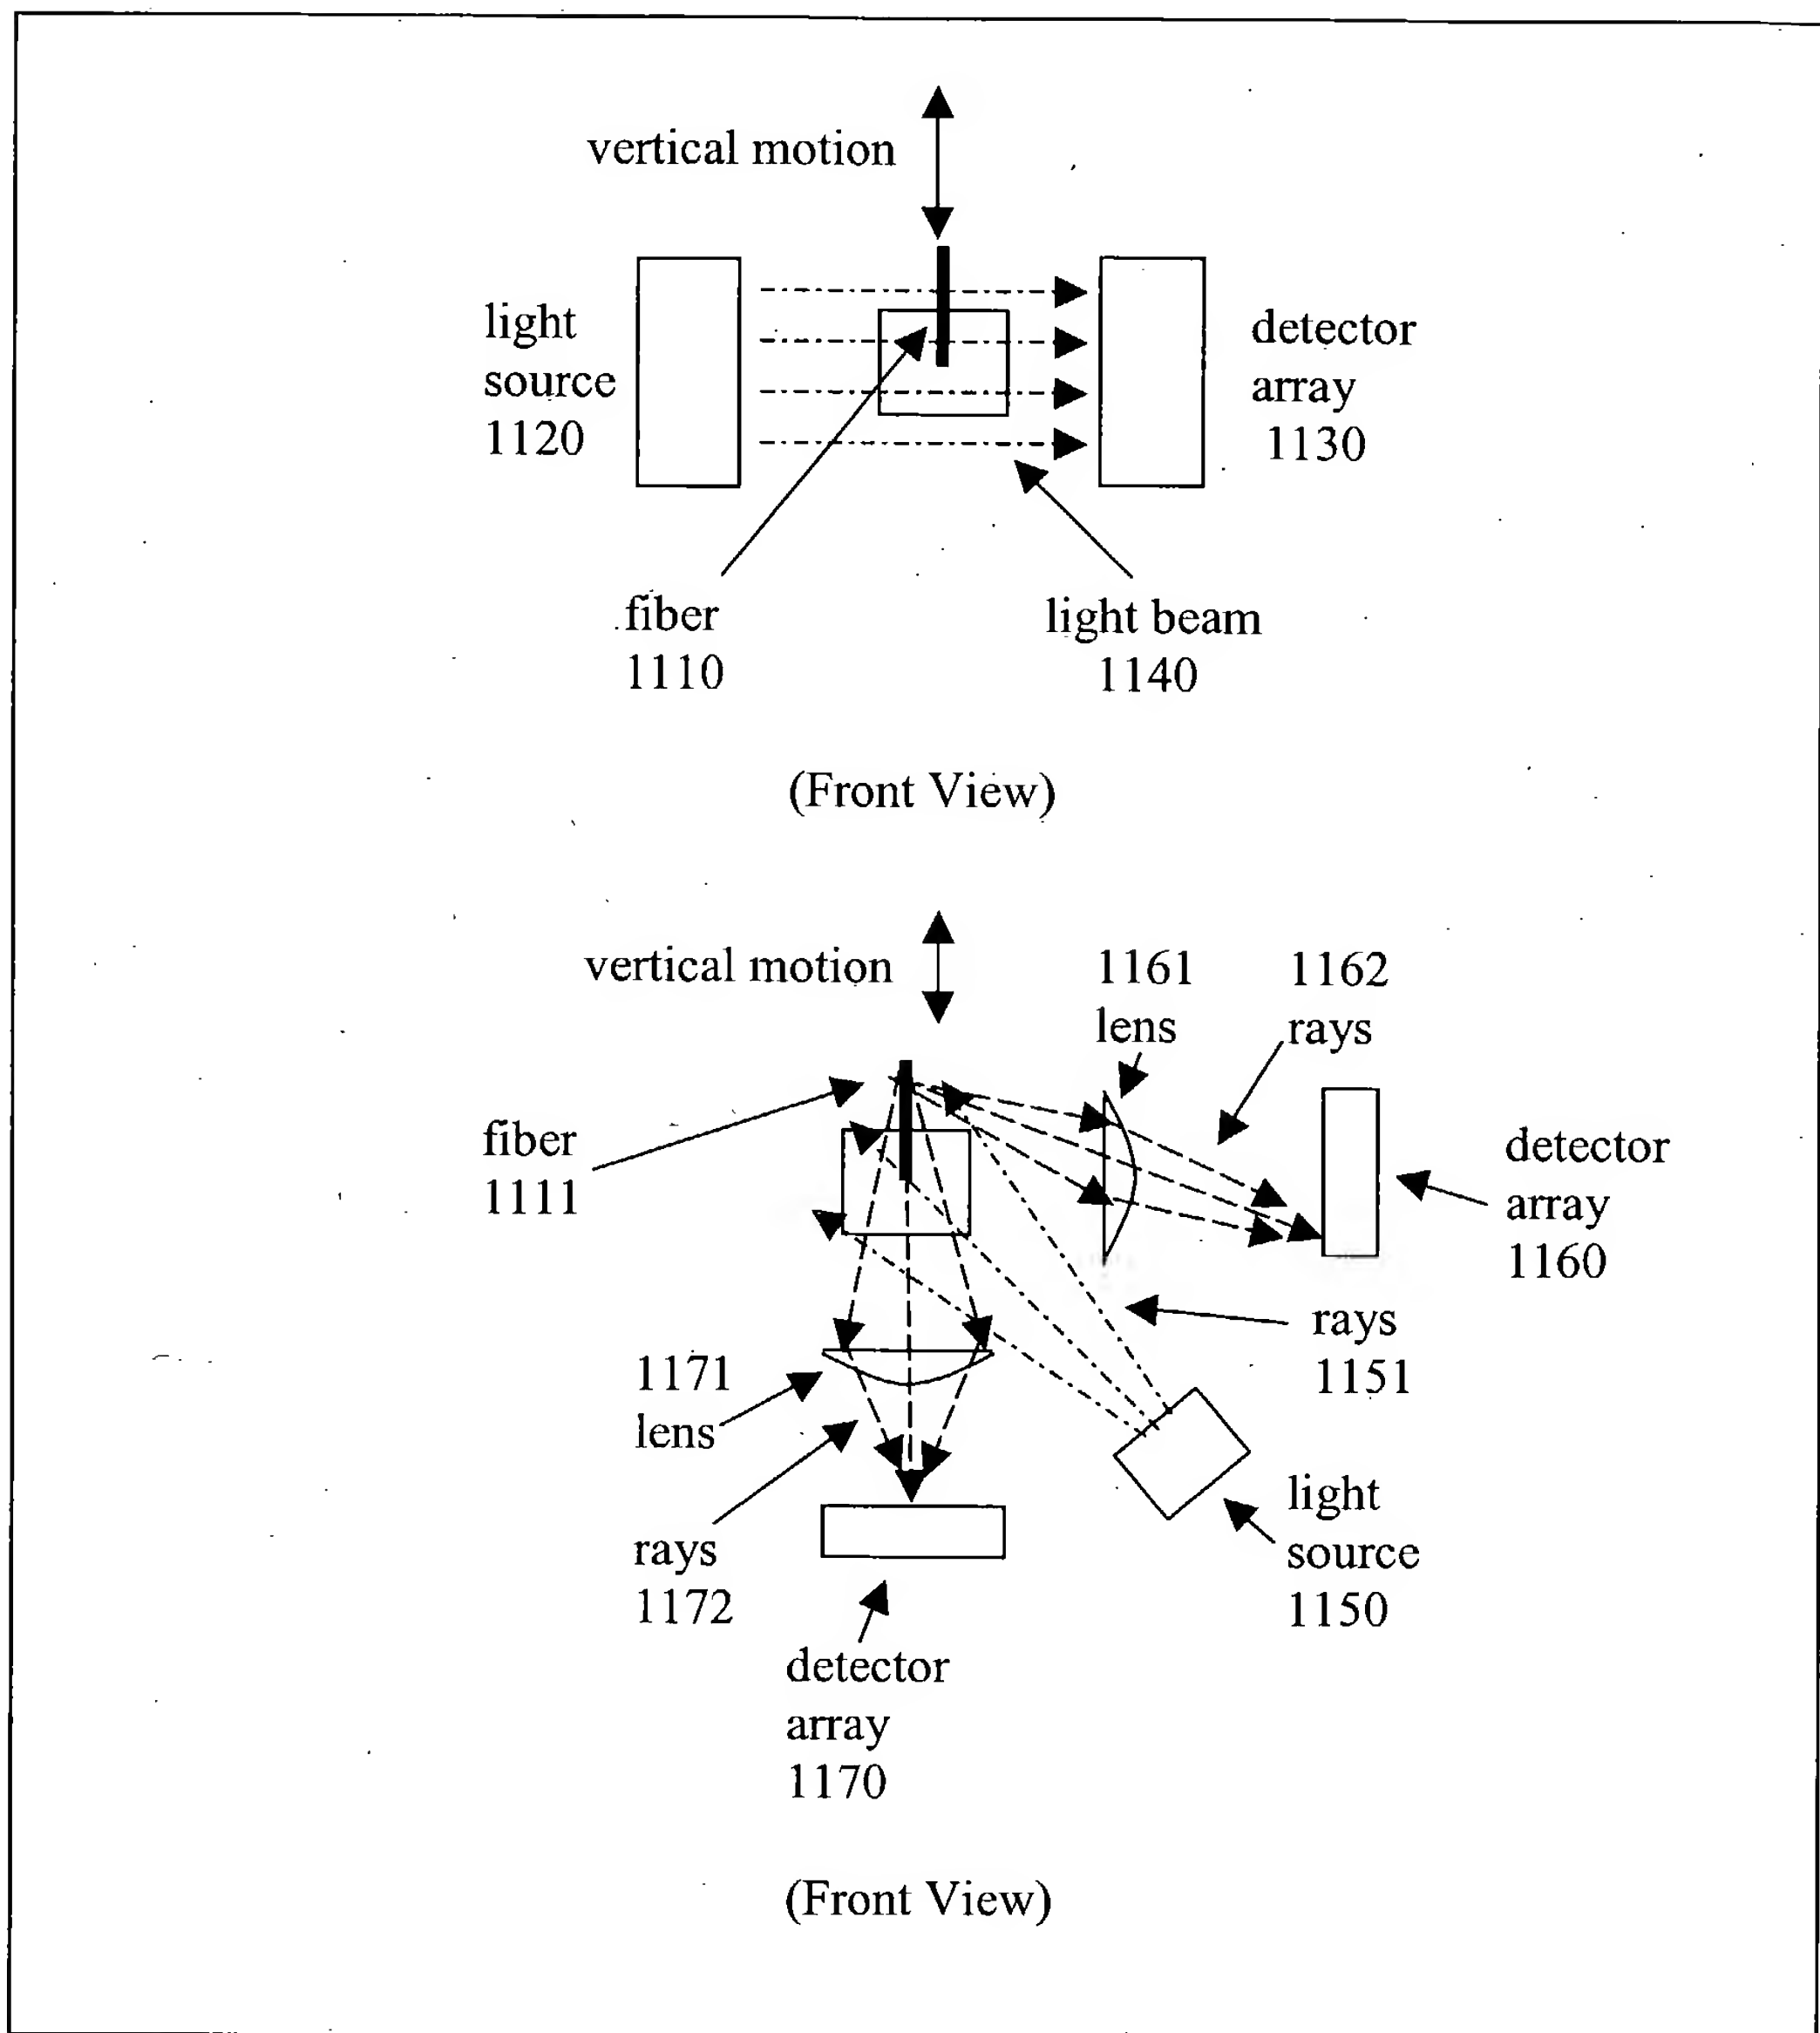 vertical motion
light
source
1120
detector
array
1130
fiber
1110
light beam
1140
(Front View)
vertical motion
1161
lens
1162
rays
fiber
1111
detector
array
1160
rays
1151
1171
lens
light
source
1150
rays
1172
detector
array
1170
(Front View)